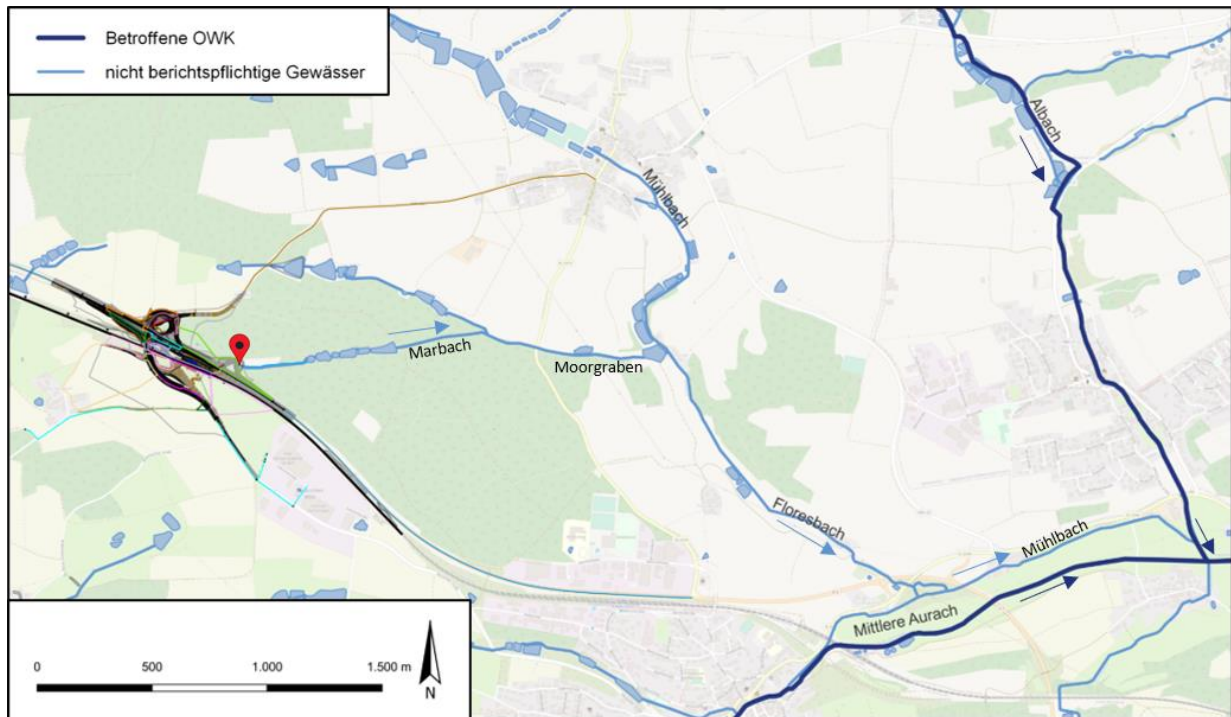 Betroffene OWK
nicht berichtspflichtige Gewässer
Albach
Mühlbach
Marbach
Moorgraben
Floresbach
Mühlbach
Mittlere Aurach
0 500 1.000 1.500 m
N